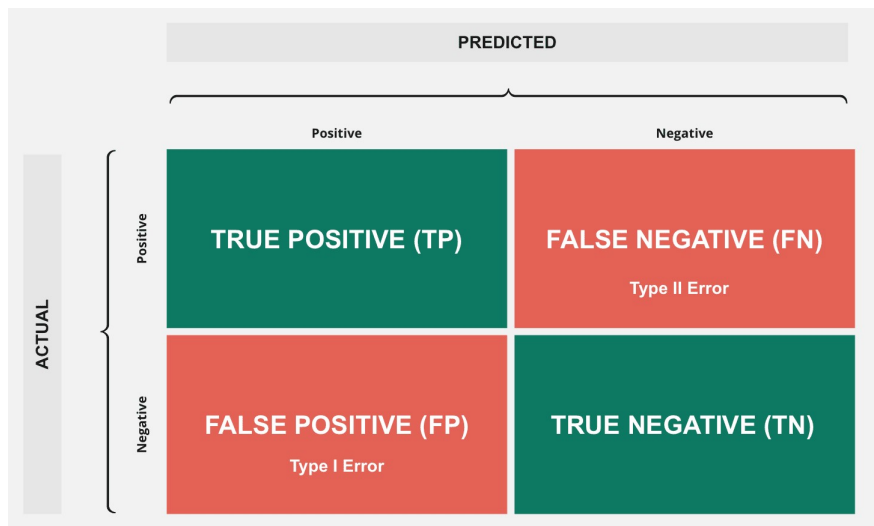 PREDICTED
Positive
Negative
ACTUAL
Positive
TRUE POSITIVE (TP)
FALSE NEGATIVE (FN)
Type II Error
Negative
FALSE POSITIVE (FP)
Type I Error
TRUE NEGATIVE (TN)